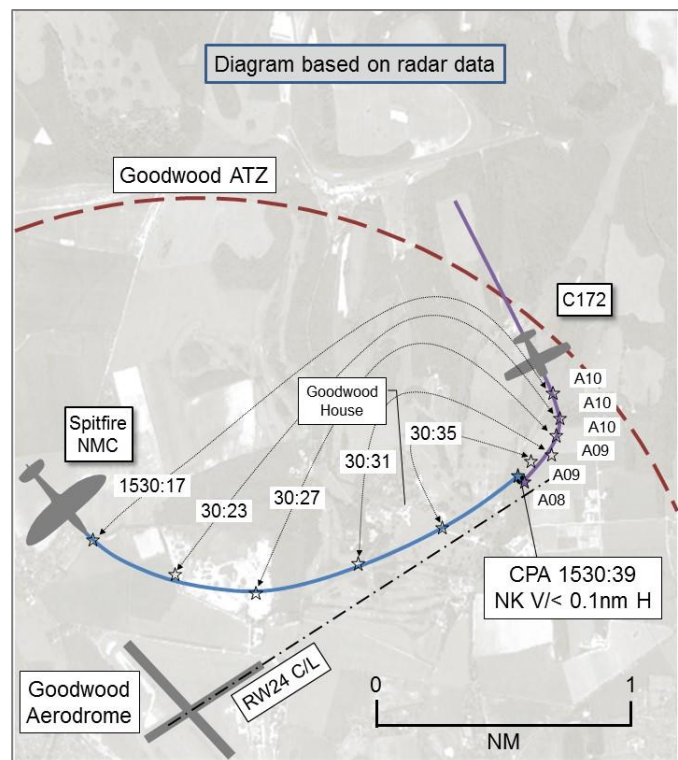 Diagram based on radar data
Goodwood ATZ
C172
A10
Goodwood
House
A10
Spitfire
NMC
A10
30:35
30:31
A09
1530:17
30:23
30:27
A09
A08
CPA 1530:39
NK V/< 0.1nm H
RW24 C/L
Goodwood
Aerodrome
0
1
NM